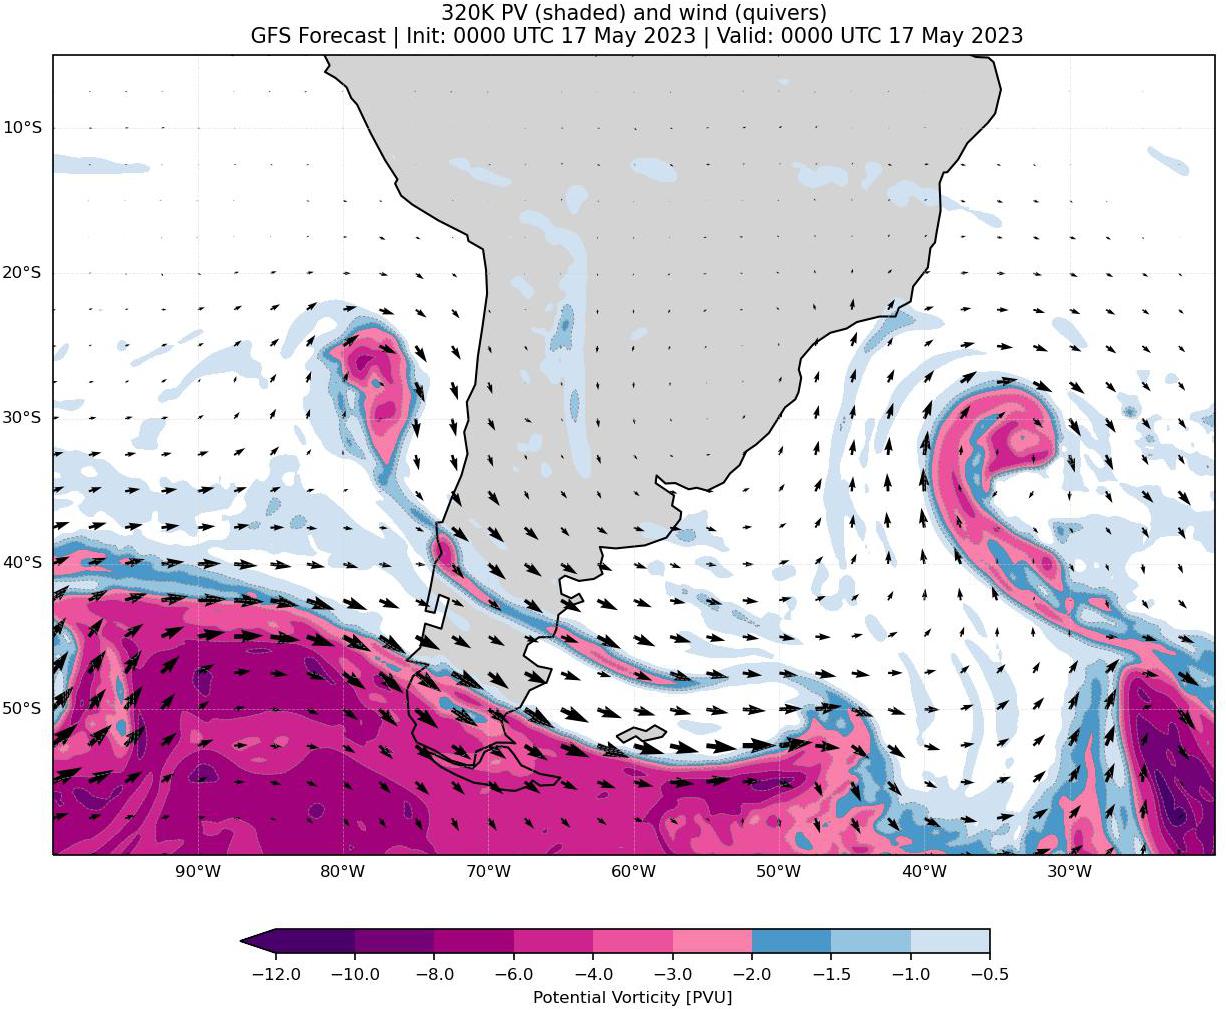 320K PV (shaded) and wind (quivers)
GFS Forecast | Init: 0000 UTC 17 May 2023 | Valid: 0000 UTC 17 May 2023
10°S
20°S
30°S
40°S
50°S
90°W 80°W 70°W 60°W 50°W 40°W 30°W
−12.0 −10.0 −8.0 −6.0 −4.0 −3.0 −2.0 −1.5 −1.0 −0.5
Potential Vorticity [PVU]